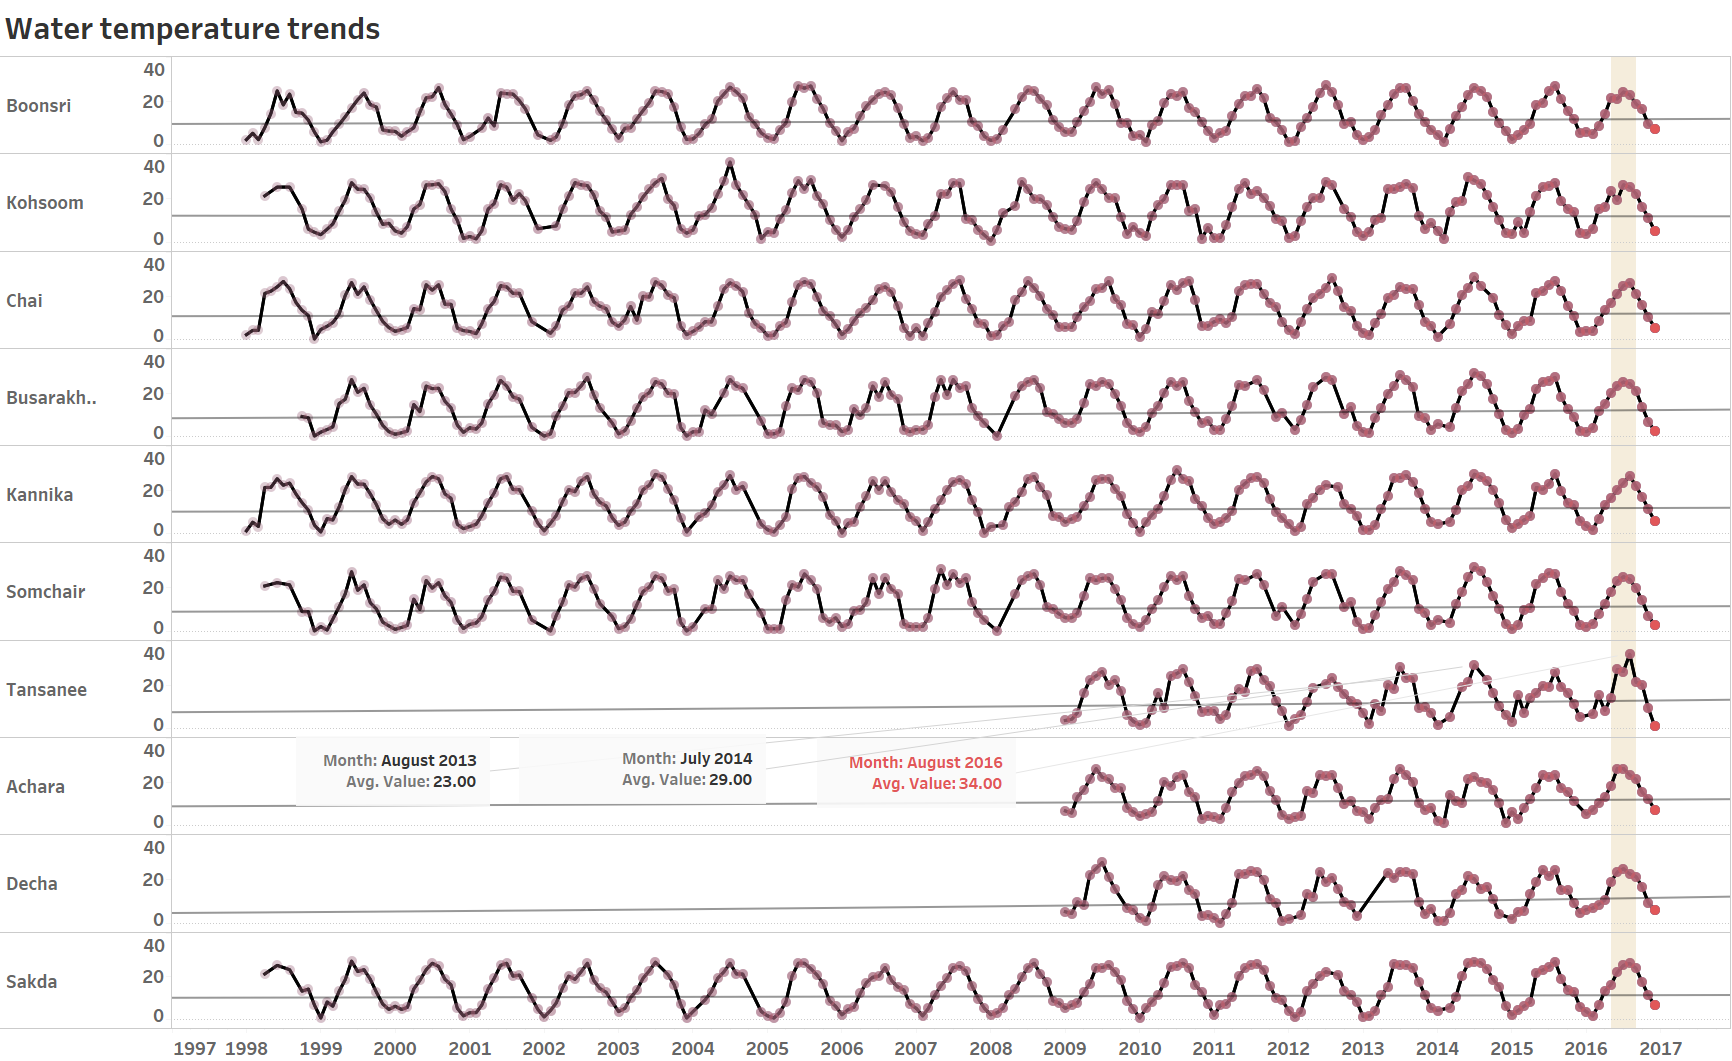 Water temperature trends
Boonsri
40
20
0
Kohsoom
40
20
0
Chai
40
20
0
Busarakh..
40
20
0
Kannika
40
20
0
Somchair
40
20
0
Tansanee
40
20
0
Month: August 2013
Avg. Value: 23.00
Month: July 2014
Avg. Value: 29.00
Month: August 2016
Avg. Value: 34.00
Achara
40
20
0
Decha
40
20
0
Sakda
40
20
0
1997 1998 1999 2000 2001 2002 2003 2004 2005 2006 2007 2008 2009 2010 2011 2012 2013 2014 2015 2016 2017